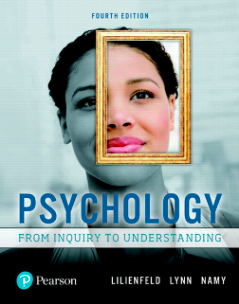 FOURTH EDITION
PSYCHOLOGY
FROM INQUIRY TO UNDERSTANDING
Pearson
LILIENFELD LYNN NAMY